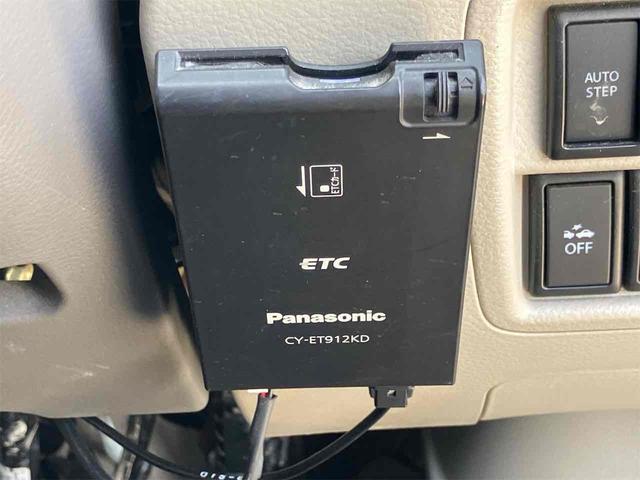 AUTO
STEP
ETCカード
OFF
ETC
Panasonic
CY-ET912KD